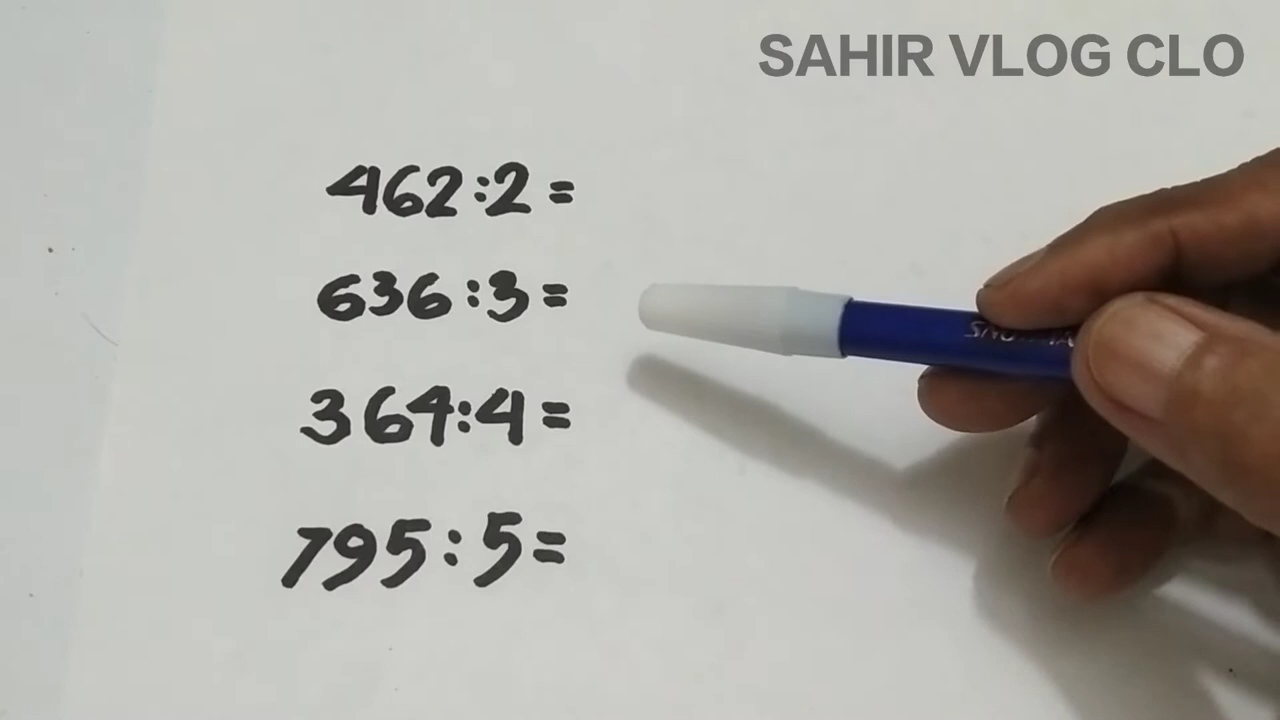 SAHIR VLOG CLO
462:2=
636:3=
364:4=
795:5=